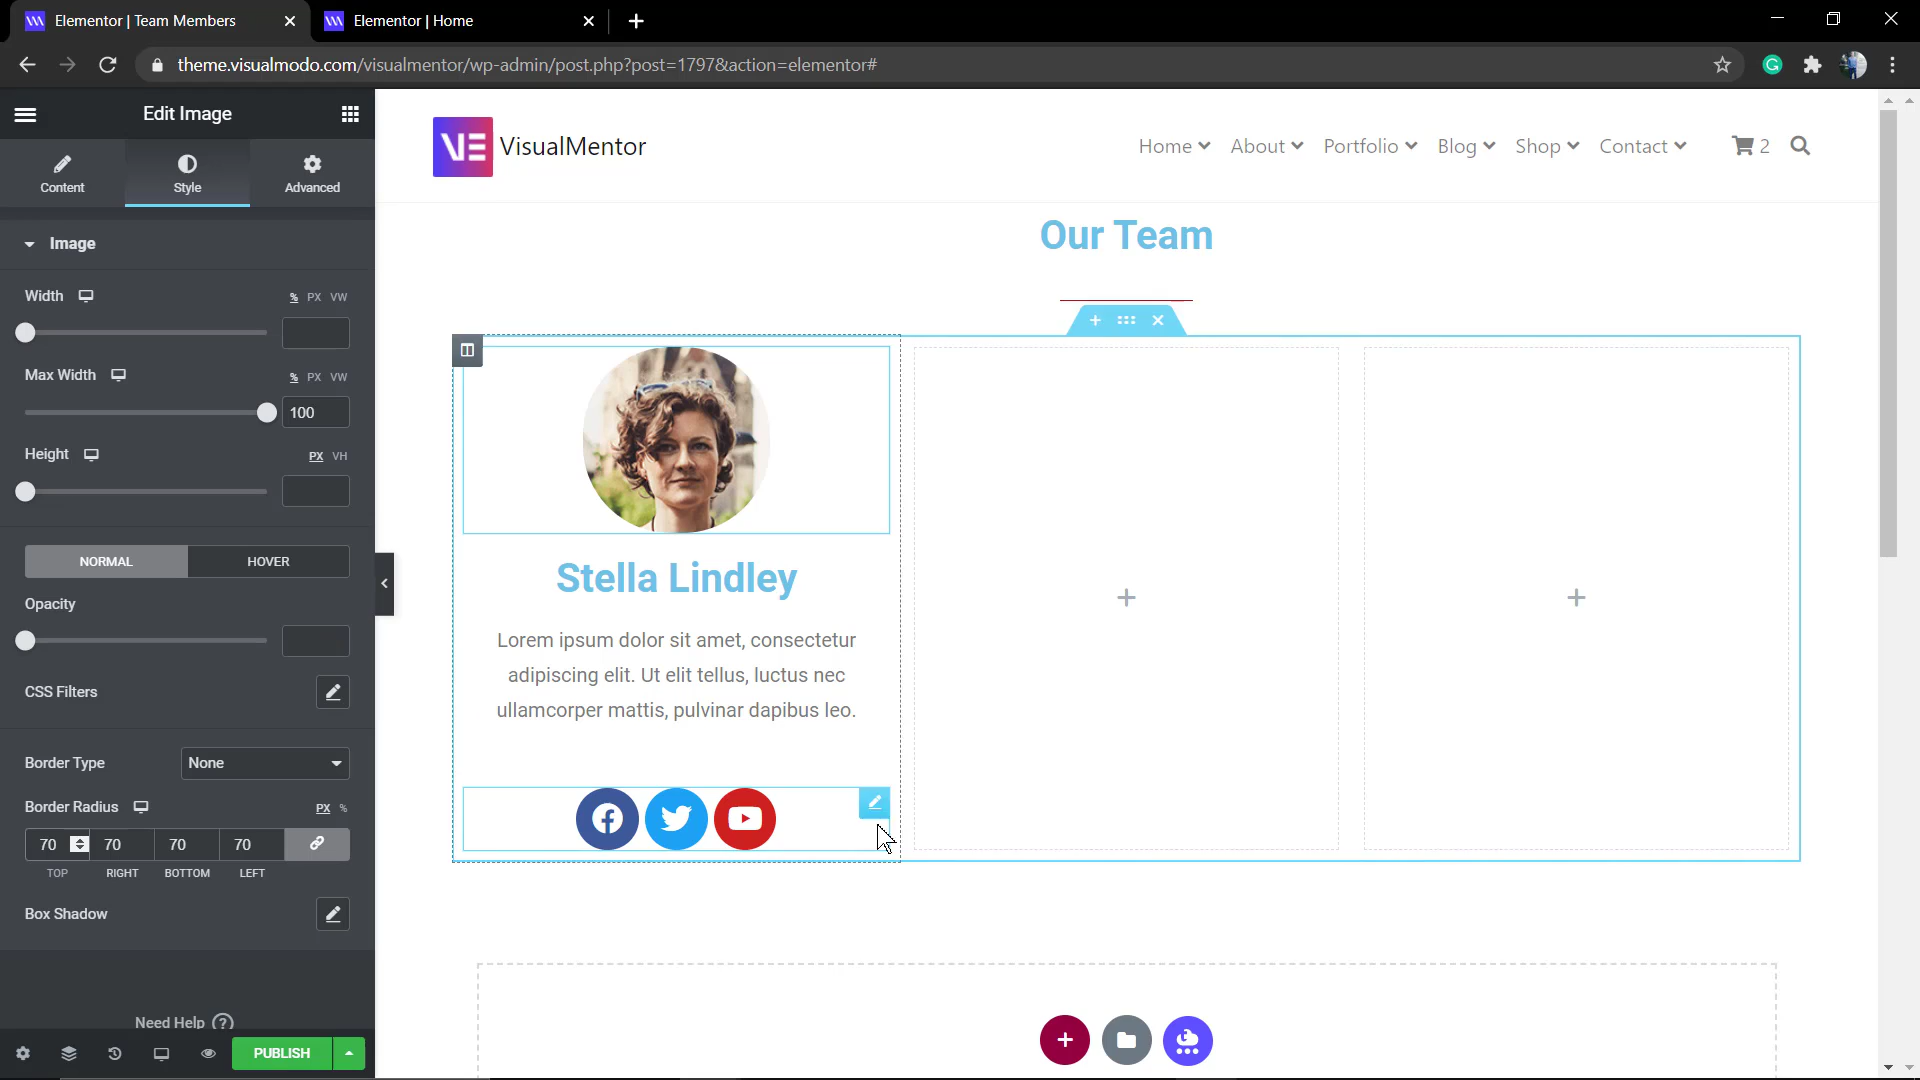 Elementor | Team Members
Elementor | Home
theme.visualmodo.com/visualmentor/wp-admin/post.php?post=1797&action=elementor#
Edit Image
Content
Style
Advanced
Image
Width
% PX VW
Max Width
% PX VW
100
Height
PX VH
NORMAL
HOVER
Opacity
CSS Filters
Border Type
None
Border Radius
PX %
70 70 70 70
TOP RIGHT BOTTOM LEFT
Box Shadow
Need Help ?
PUBLISH
VE VisualMentor
Home About Portfolio Blog Shop Contact 2
Our Team
Stella Lindley
Lorem ipsum dolor sit amet, consectetur
adipiscing elit. Ut elit tellus, luctus nec
ullamcorper mattis, pulvinar dapibus leo.